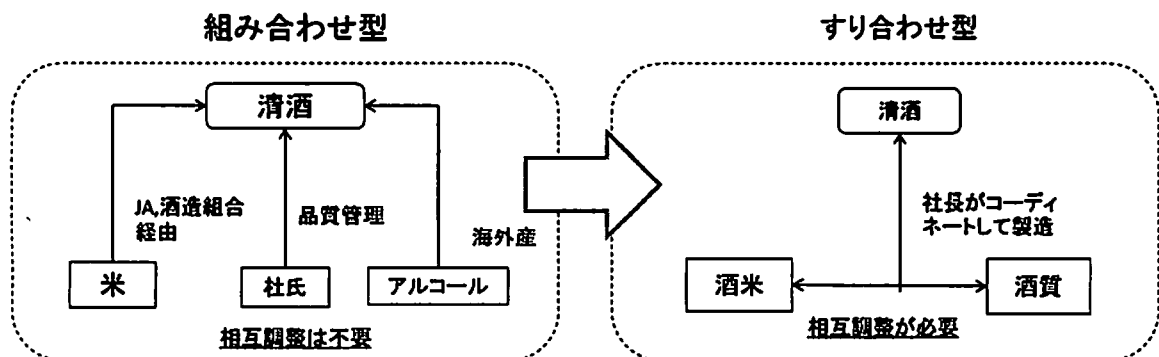 組み合わせ型
清酒
JA,酒造組合
経由
品質管理
海外産
米
杜氏
アルコール
相互調整は不要
すり合わせ型
清酒
社長がコーディ
ネートして製造
酒米
酒質
相互調整が必要